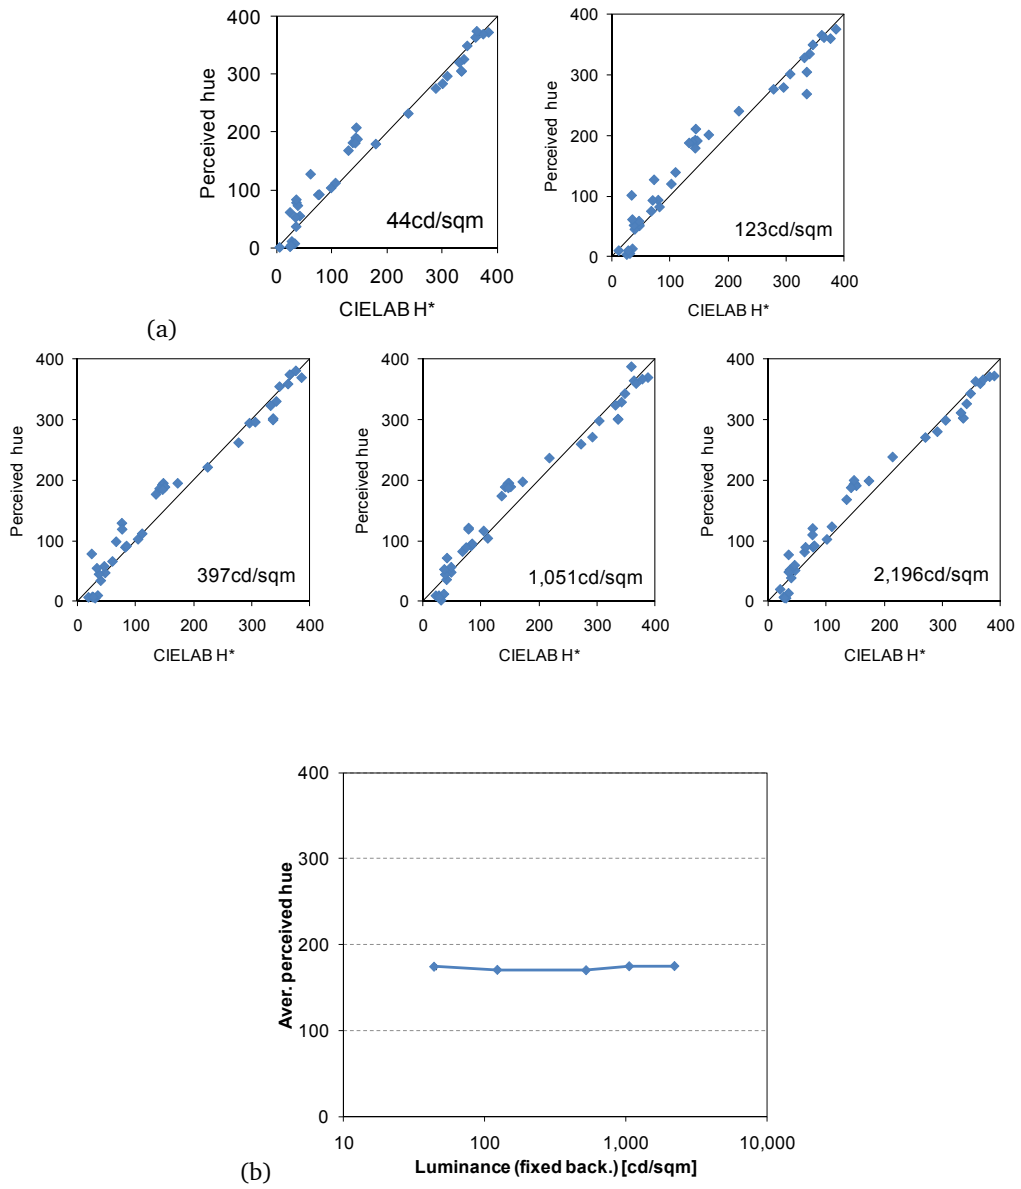 400
300
200
100
0
Perceived hue
44cd/sqm
0 100 200 300 400
CIELAB H*
400
300
200
100
0
Perceived hue
123cd/sqm
0 100 200 300 400
CIELAB H*
(a)
400
300
200
100
0
Perceived hue
397cd/sqm
0 100 200 300 400
CIELAB H*
400
300
200
100
0
Perceived hue
1,051cd/sqm
0 100 200 300 400
CIELAB H*
400
300
200
100
0
Perceived hue
2,196cd/sqm
0 100 200 300 400
CIELAB H*
400
300
200
100
0
Aver. perceived hue
10 100 1,000 10,000
Luminance (fixed back.) [cd/sqm]
(b)